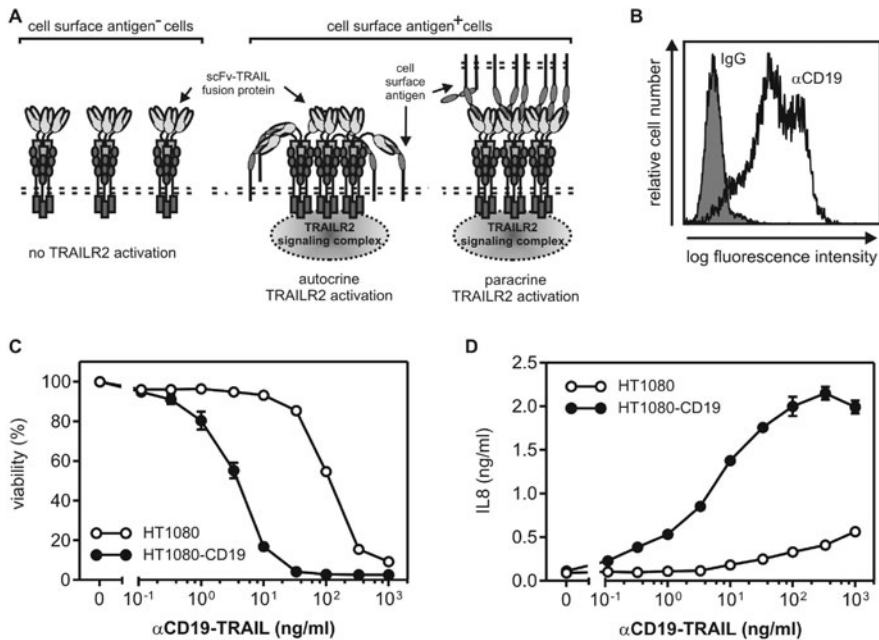 A
cell surface antigen⁻ cells
cell surface antigen⁺cells
scFv-TRAIL
fusion protein
cell
surface
antigen
TRAILR2
signaling complex
TRAILR2
signaling complex
no TRAILR2 activation
autocrine
TRAILR2 activation
paracrine
TRAILR2 activation
B
IgG
αCD19
relative cell number
log fluorescence intensity
C
viability (%)
100
80
60
40
20
0
HT1080
HT1080-CD19
0 10⁻¹ 10⁰ 10¹ 10² 10³
αCD19-TRAIL (ng/ml)
D
IL8 (ng/ml)
2.5
2.0
1.5
1.0
0.5
0.0
HT1080
HT1080-CD19
0 10⁻¹ 10⁰ 10¹ 10² 10³
αCD19-TRAIL (ng/ml)